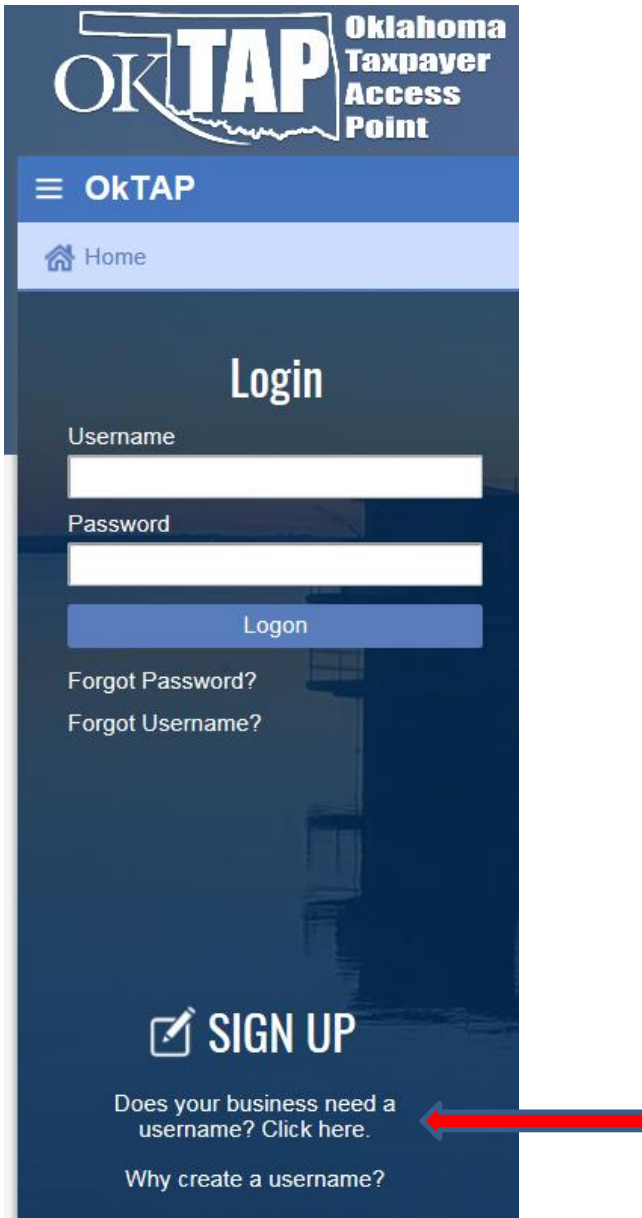 OK TAP
Oklahoma
Taxpayer
Access
Point
OkTAP
Home
Login
Username
Password
Logon
Forgot Password?
Forgot Username?
SIGN UP
Does your business need a
username? Click here.
Why create a username?